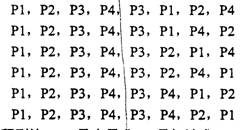 P1, P2, P3, P4, P3, P1, P2, P4
P1, P2, P3, P4, P3, P1, P4, P2
P1, P2, P3, P4, P3, P2, P1, P4
P1, P2, P3, P4, P3, P2, P4, P1
P1, P2, P3, P4, P3, P4, P1, P2
P1, P2, P3, P4, P3, P4, P2, P1